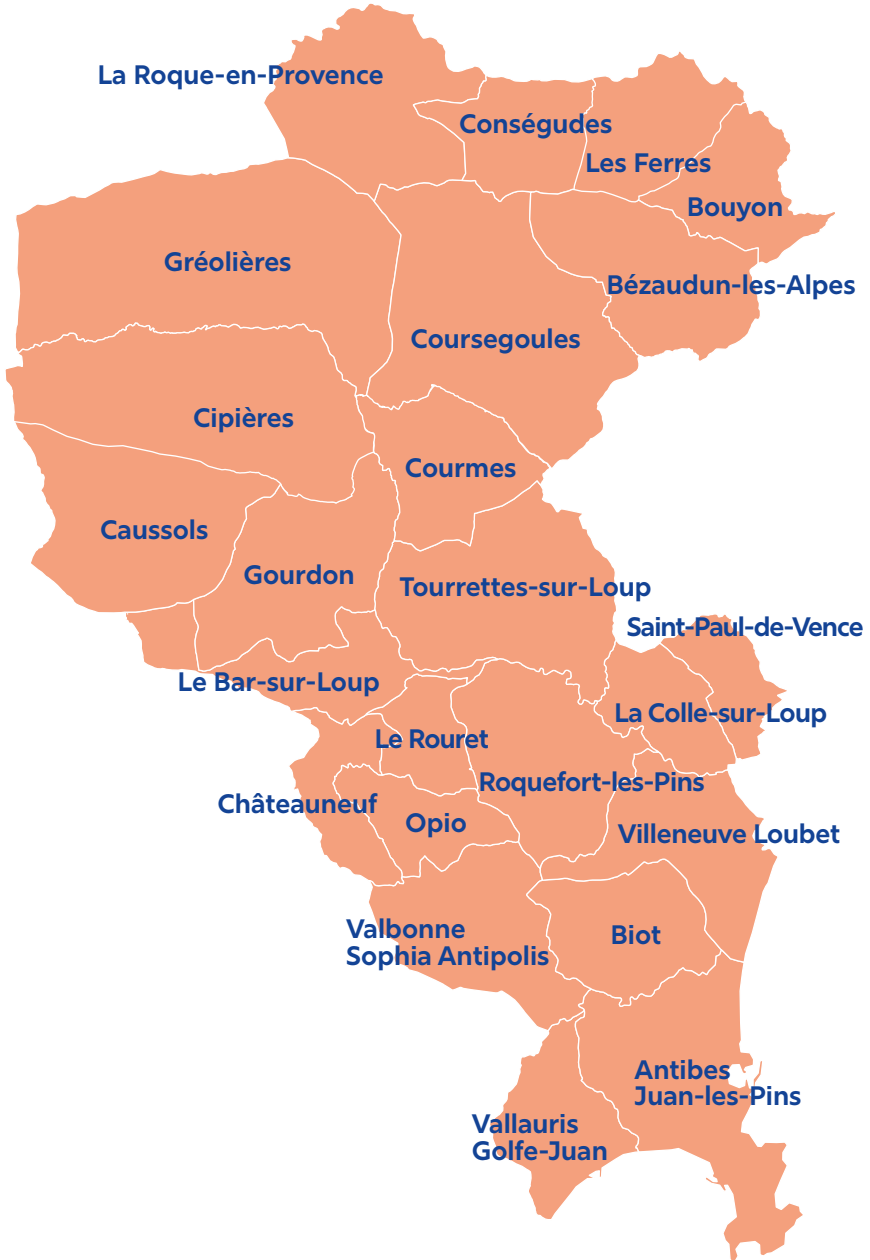 La Roque-en-Provence
Conségudes
Les Ferres
Bouyon
Gréolières
Bézaudun-les-Alpes
Coursegoules
Cipières
Courmes
Caussols
Gourdon
Tourrettes-sur-Loup
Saint-Paul-de-Vence
Le Bar-sur-Loup
La Colle-sur-Loup
Le Rouret
Roquefort-les-Pins
Châteauneuf
Opio
Villeneuve Loubet
Valbonne
Sophia Antipolis
Biot
Antibes
Juan-les-Pins
Vallauris
Golfe-Juan